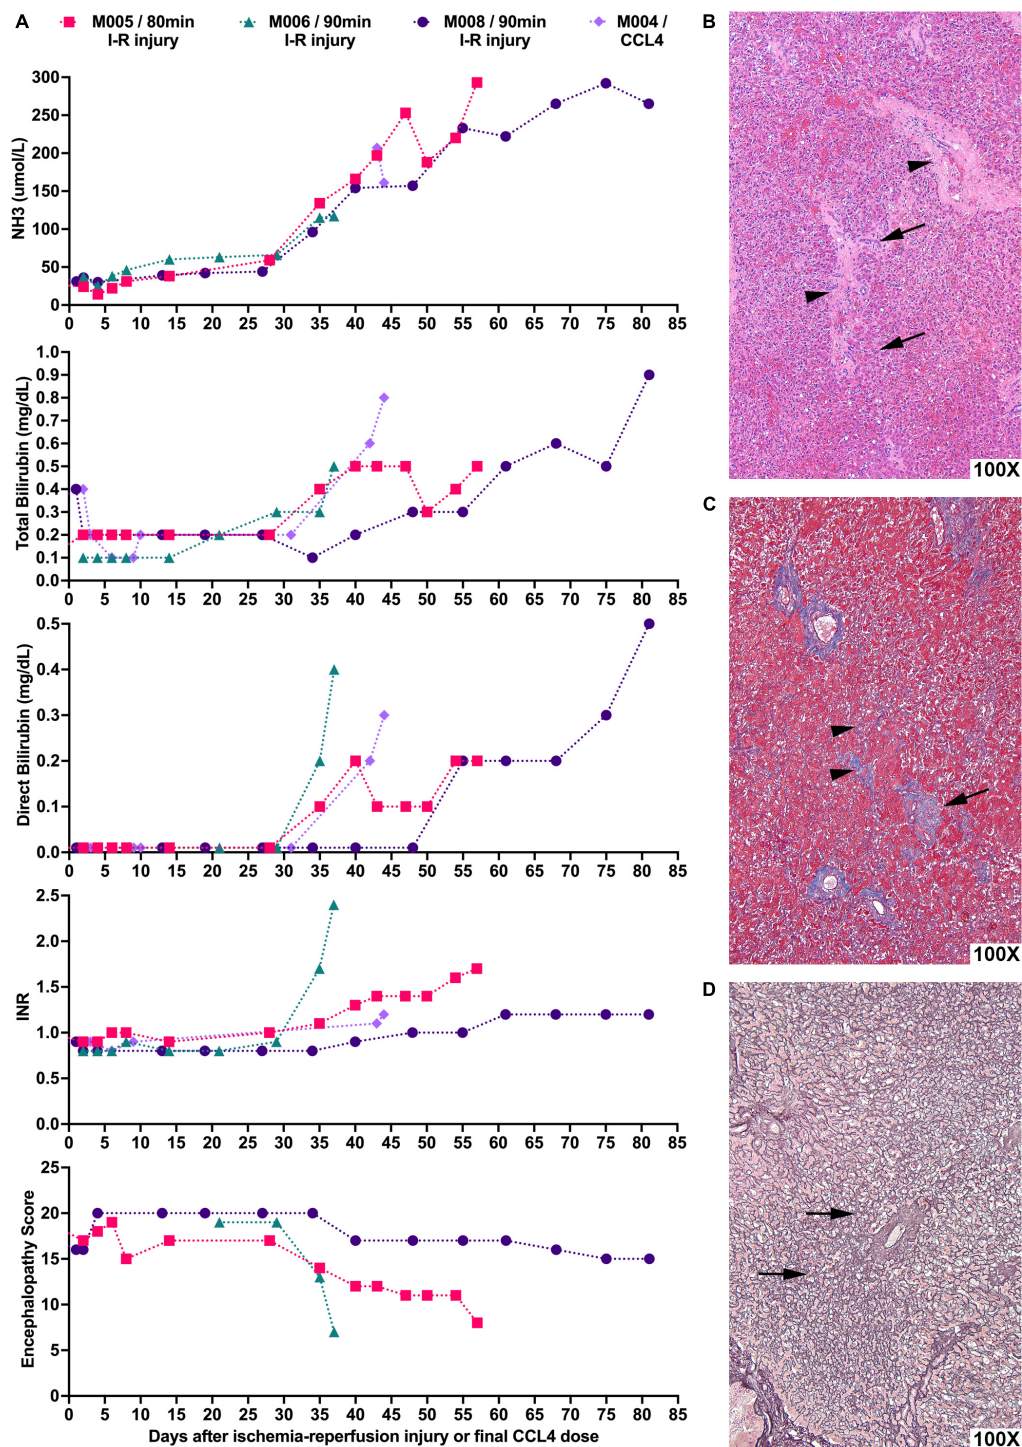 A
M005 / 80min
I-R injury
M006 / 90min
I-R injury
M008 / 90min
I-R injury
M004 /
CCL4
NH3 (umol/L)
300
250
200
150
100
50
0
0 5 10 15 20 25 30 35 40 45 50 55 60 65 70 75 80 85
Total Bilirubin (mg/dL)
1.0
0.9
0.8
0.7
0.6
0.5
0.4
0.3
0.2
0.1
0.0
0 5 10 15 20 25 30 35 40 45 50 55 60 65 70 75 80 85
Direct Bilirubin (mg/dL)
0.5
0.4
0.3
0.2
0.1
0.0
0 5 10 15 20 25 30 35 40 45 50 55 60 65 70 75 80 85
INR
2.5
2.0
1.5
1.0
0.5
0.0
0 5 10 15 20 25 30 35 40 45 50 55 60 65 70 75 80 85
Encephalopathy Score
25
20
15
10
5
0
0 5 10 15 20 25 30 35 40 45 50 55 60 65 70 75 80 85
Days after ischemia-reperfusion injury or final CCL4 dose
B
100X
C
100X
D
100X